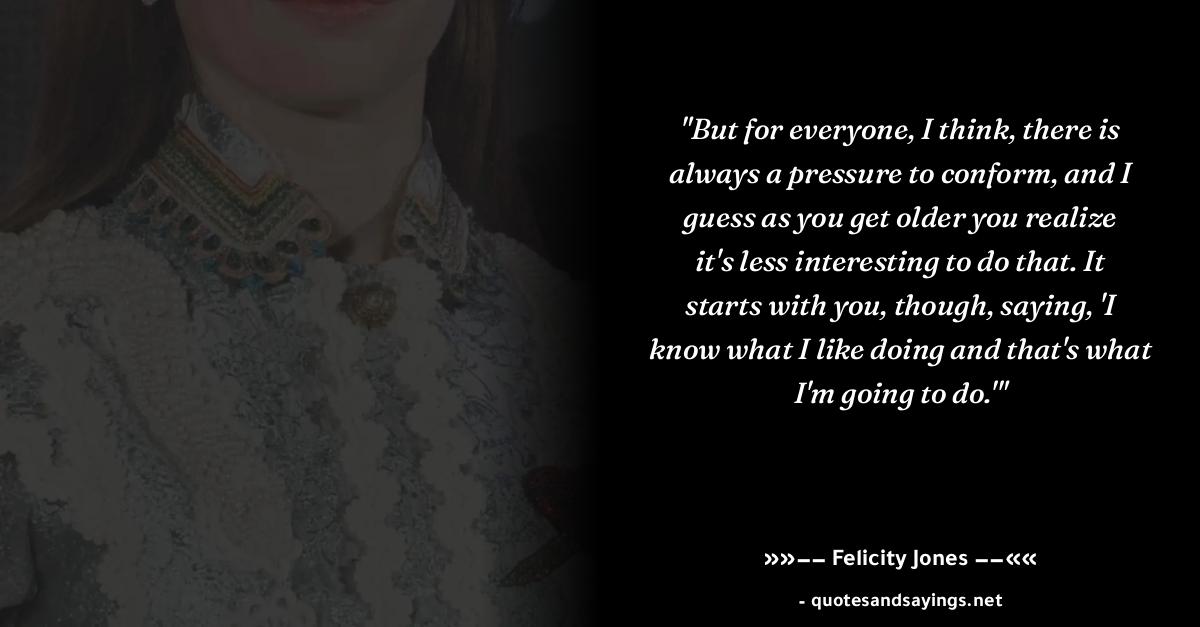 "But for everyone, I think, there is
always a pressure to conform, and I
guess as you get older you realize
it's less interesting to do that. It
starts with you, though, saying, 'I
know what I like doing and that's what
I'm going to do.'"
»»−− Felicity Jones −−««
- quotesandsayings.net